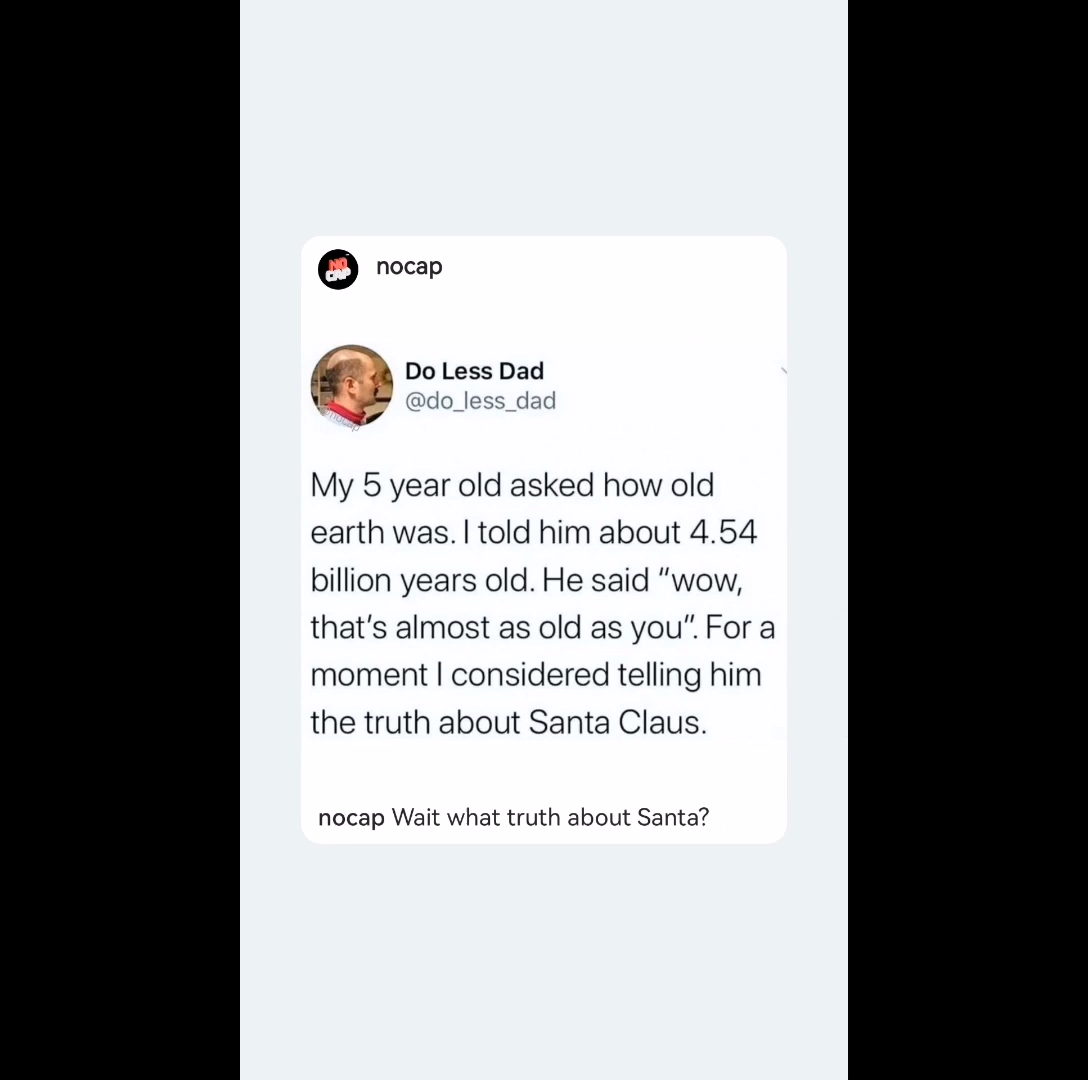 nocap
Do Less Dad
@do_less_dad
My 5 year old asked how old
earth was. I told him about 4.54
billion years old. He said "wow,
that's almost as old as you". For a
moment I considered telling him
the truth about Santa Claus.
nocap Wait what truth about Santa?